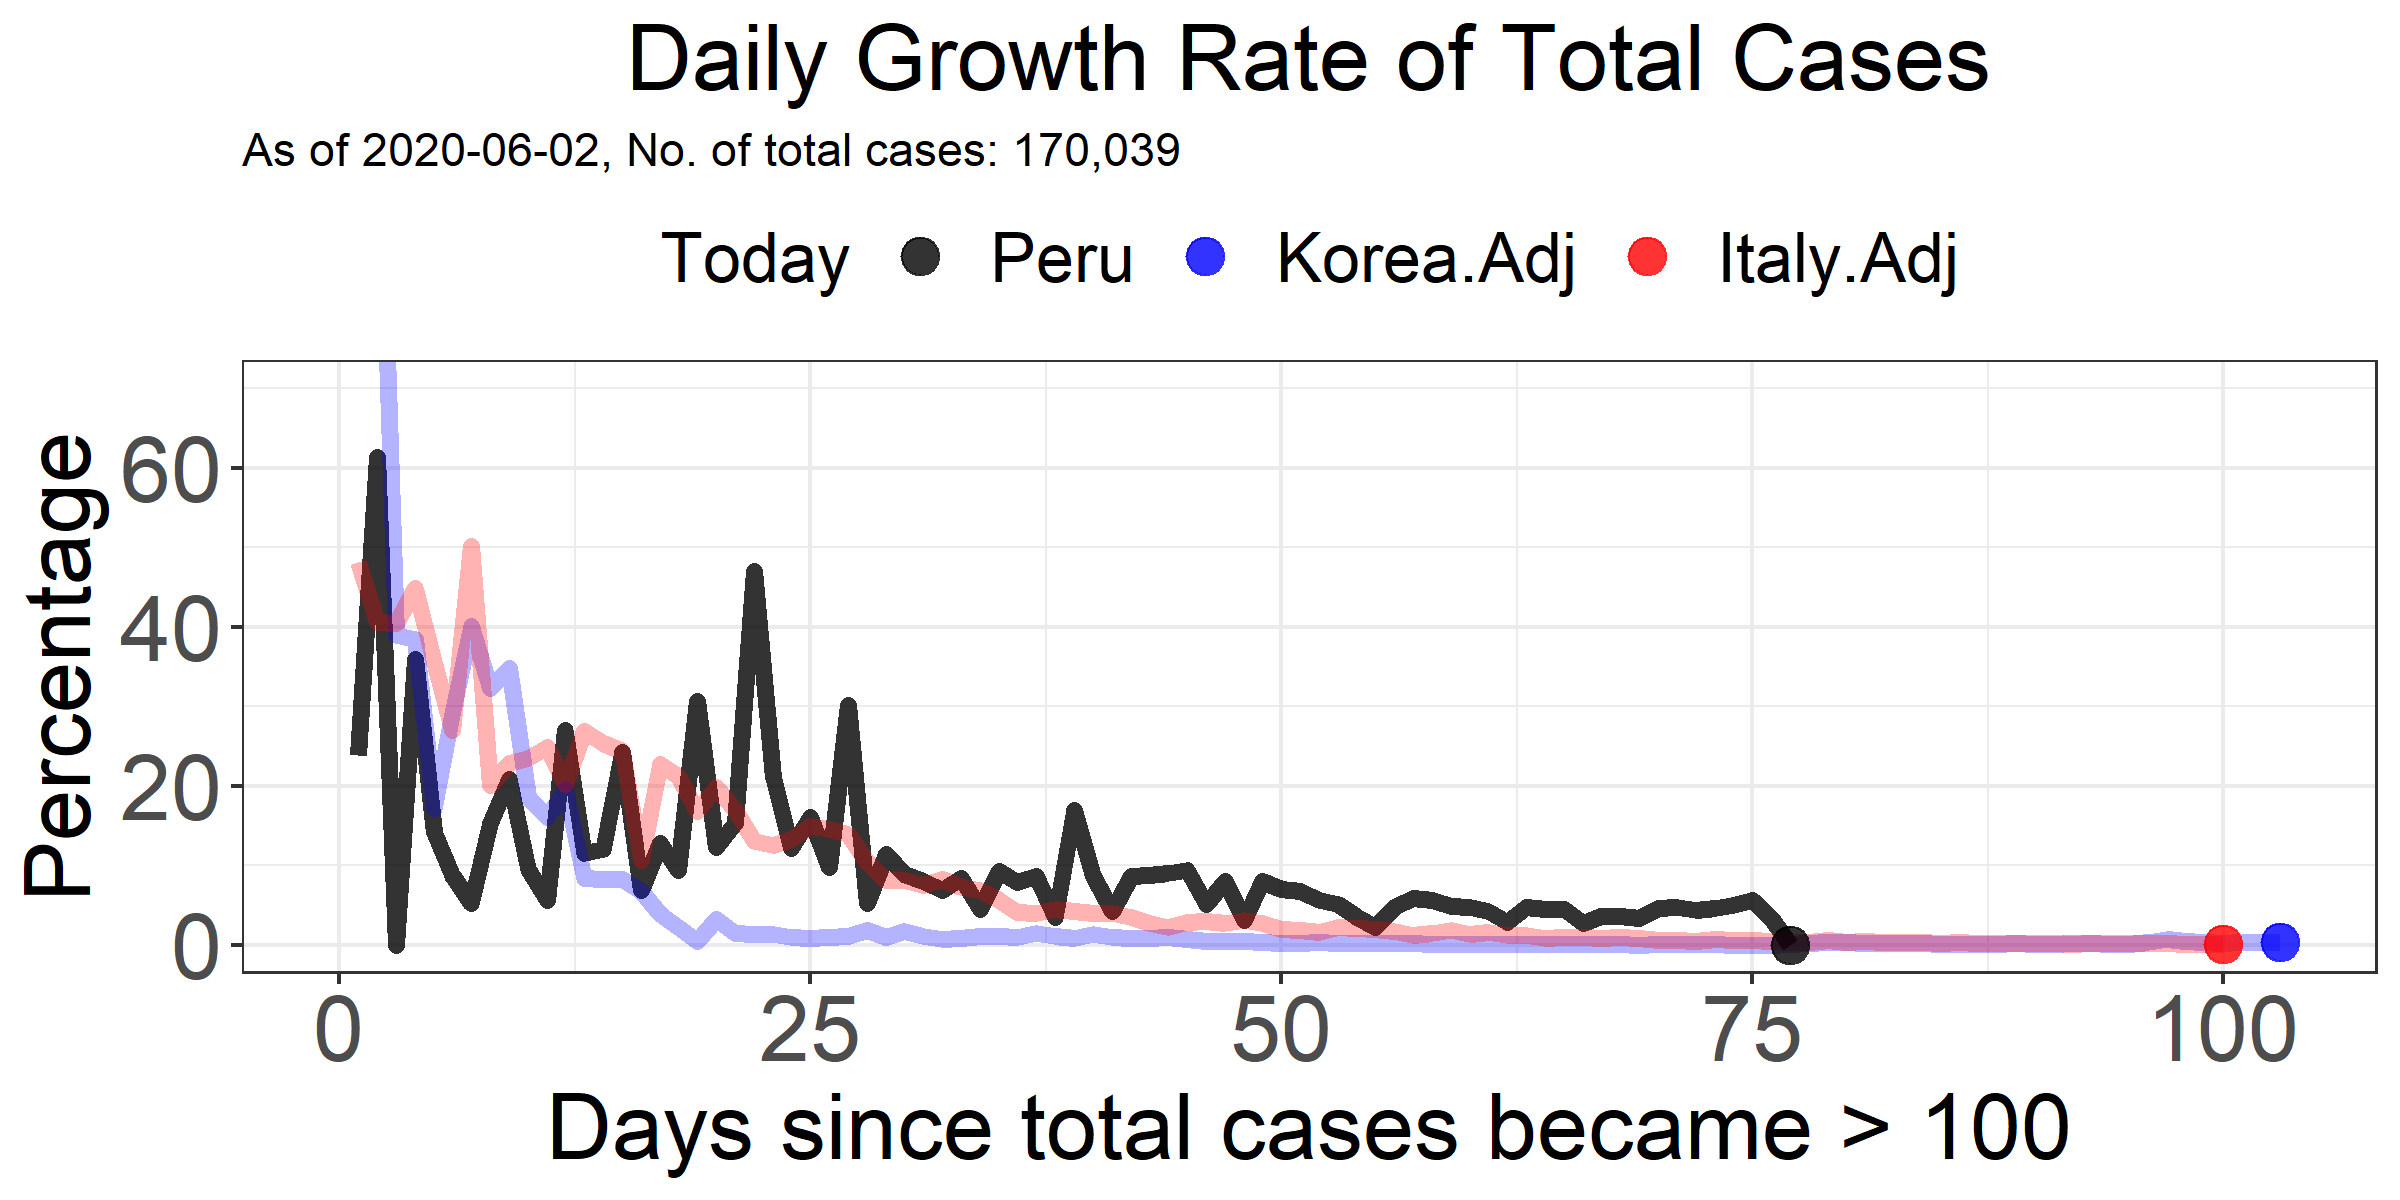 Daily Growth Rate of Total Cases
As of 2020-06-02, No. of total cases: 170,039
Today Peru Korea.Adj Italy.Adj
Percentage
60
40
20
0
0 25 50 75 100
Days since total cases became > 100